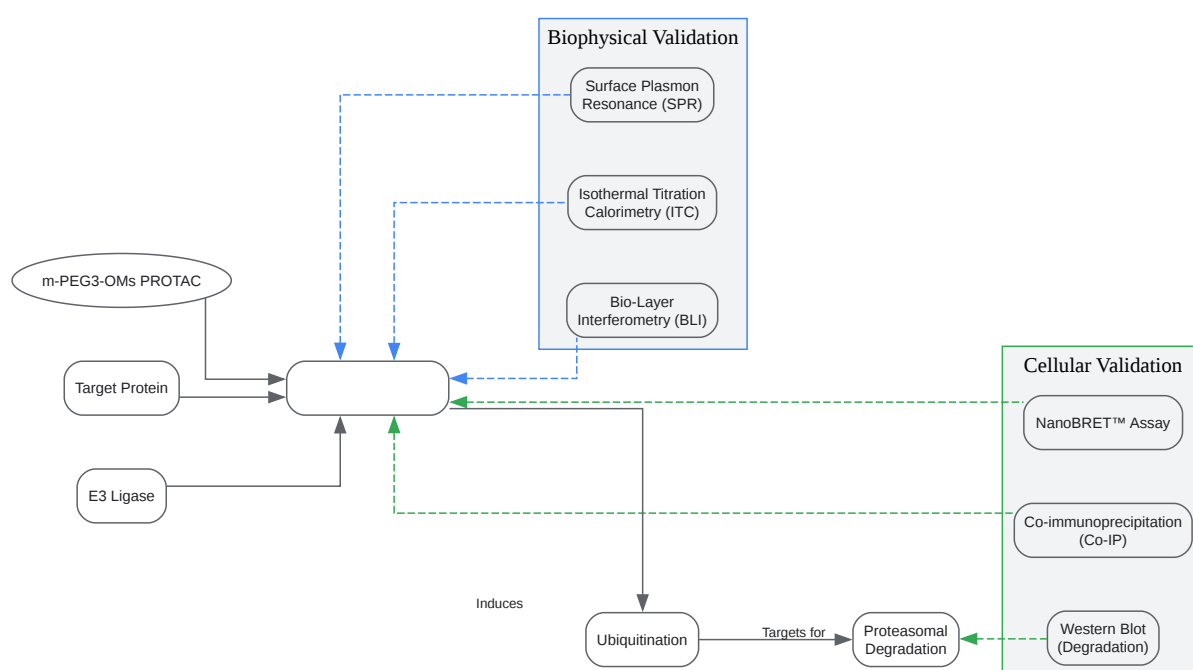 Biophysical Validation
Surface Plasmon
Resonance (SPR)
Isothermal Titration
Calorimetry (ITC)
m-PEG3-OMs PROTAC
Bio-Layer
Interferometry (BLI)
Cellular Validation
Target Protein
NanoBRET™ Assay
E3 Ligase
Co-immunoprecipitation
(Co-IP)
Induces
Ubiquitination
Targets for
Proteasomal
Degradation
Western Blot
(Degradation)